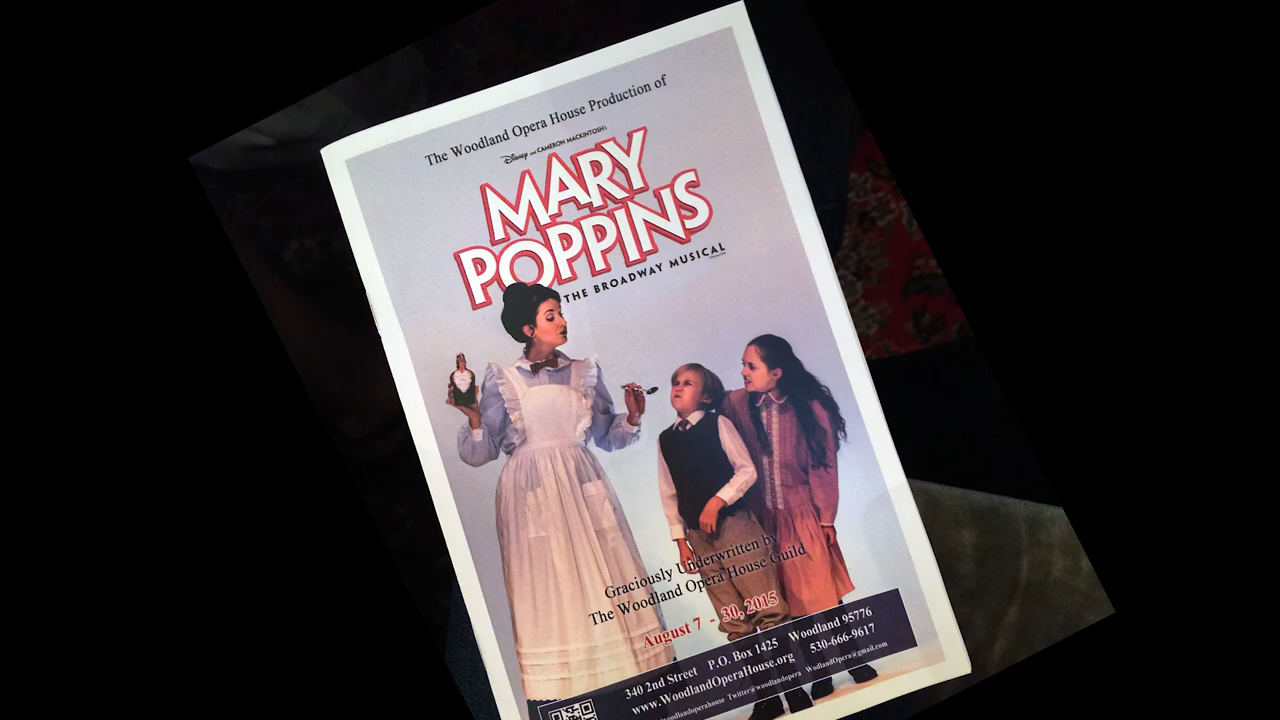 The Woodland Opera House Production of
Disney and CAMERON MACKINTOSH's
MARY
POPPINS
THE BROADWAY MUSICAL
Graciously Underwritten by
The Woodland Opera House Guild
August 7 - 30, 2015
340 2nd Street P.O. Box 1425 Woodland 95776
www.WoodlandOperaHouse.org 530-666-9617
woodlandoperahouse Twitter@woodlandopera WodlandOpera@gmail.com